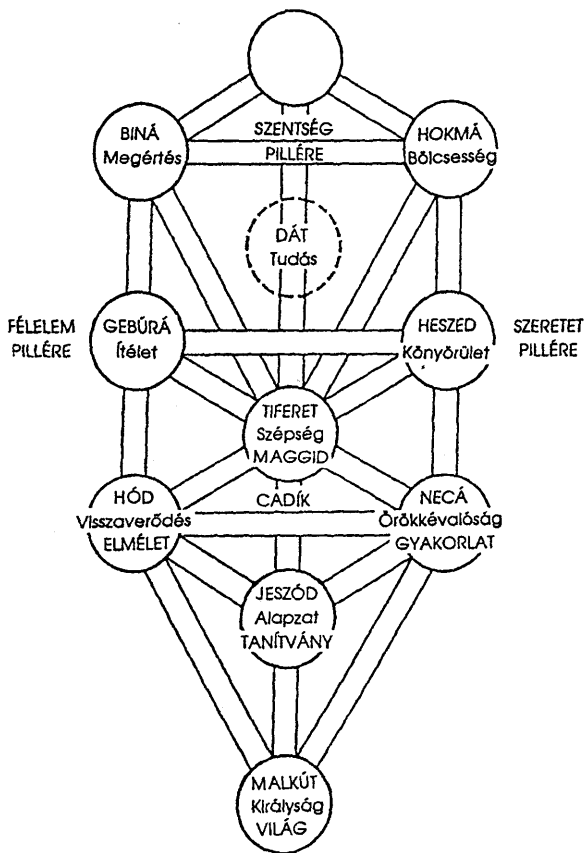 BINÁ
Megértés
SZENTSÉG
PILLÉRE
HOKMÁ
Bölcsesség
DÁT
Tudás
FÉLELEM
PILLÉRE
GEBÚRÁ
Ítélet
HESZED
Könyörület
SZERETET
PILLÉRE
TIFERET
Szépség
MAGGID
CADÍK
HÓD
Visszaverődés
ELMÉLET
NECÁ
Örökkévalóság
GYAKORLAT
JESZÓD
Alapzat
TANÍTVÁNY
MALKÚT
Királyság
VILÁG